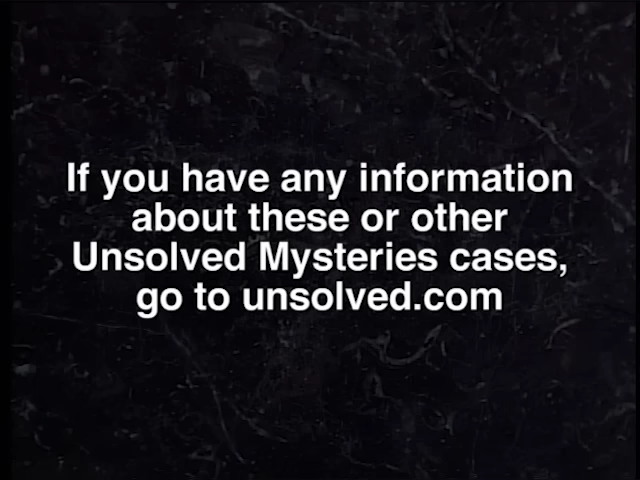 If you have any information
about these or other
Unsolved Mysteries cases,
go to unsolved.com